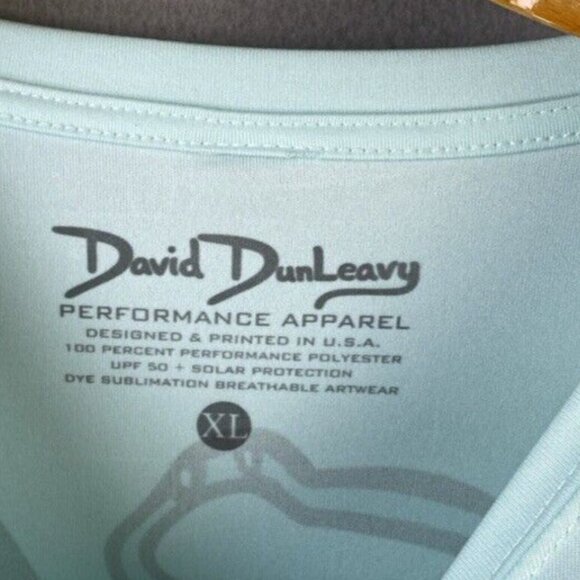 David DunLeavy
PERFORMANCE APPAREL
DESIGNED & PRINTED IN U.S.A.
100 PERCENT PERFORMANCE POLYESTER
UPF 50 + SOLAR PROTECTION
DYE SUBLIMATION BREATHABLE ARTWEAR
XL